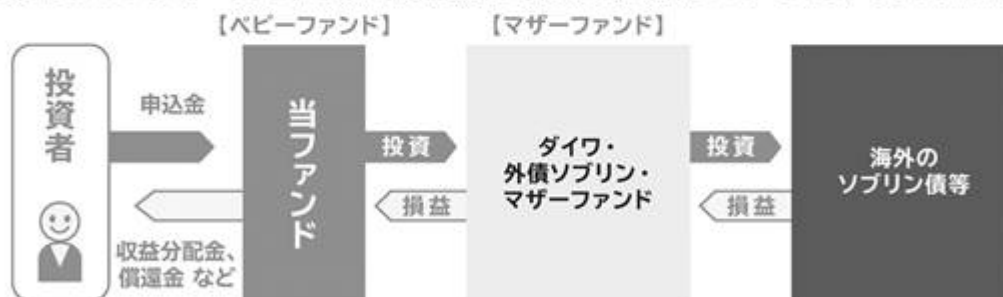 【ベビーファンド】
【マザーファンド】
投資者
申込金
収益分配金、
償還金 など
当ファンド
投資
損益
ダイワ・
外債ソブリン・
マザーファンド
投資
損益
海外の
ソブリン債等